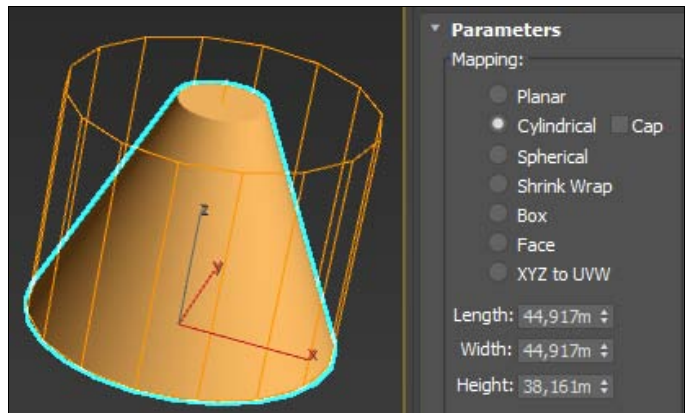 Parameters
Mapping:
Planar
Cylindrical Cap
Spherical
Shrink Wrap
Box
Face
XYZ to UVW
Length: 44,917m
Width: 44,917m
Height: 38,161m
z
y
x